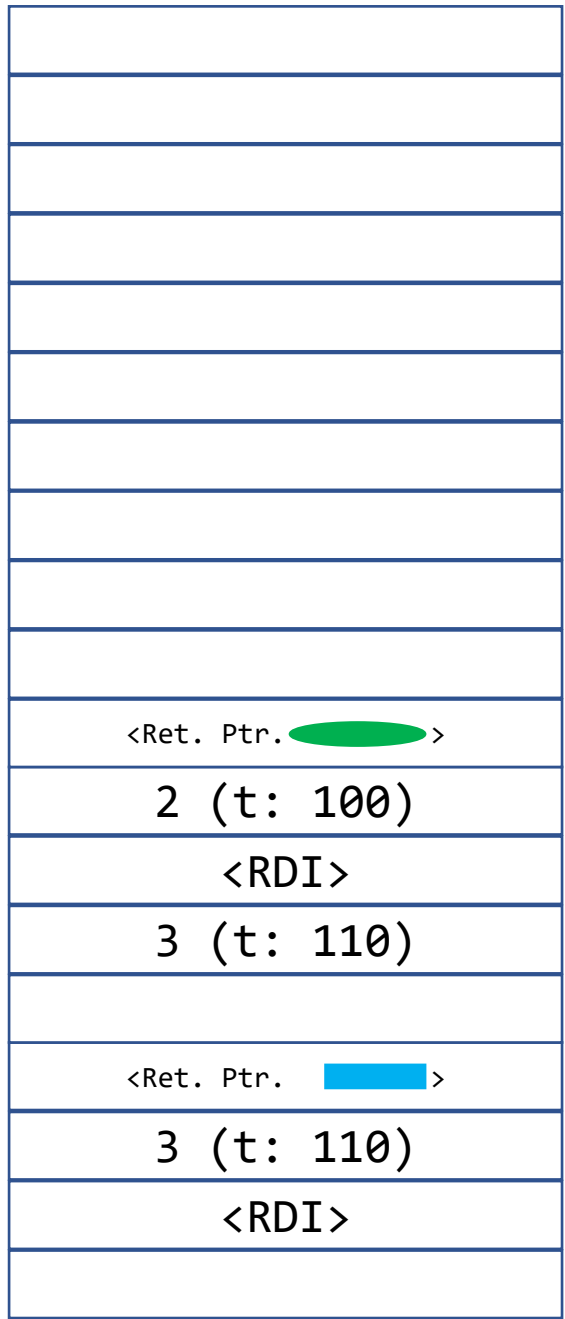 <Ret. Ptr. >
2 (t: 100)
<RDI>
3 (t: 110)
<Ret. Ptr. >
3 (t: 110)
<RDI>